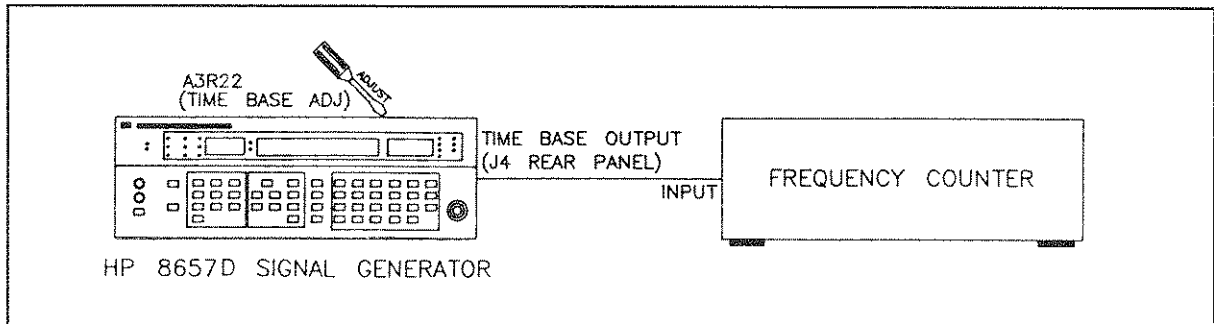 A3R22
(TIME BASE ADJ)
ADJUST
TIME BASE OUTPUT
(J4 REAR PANEL)
INPUT
FREQUENCY COUNTER
HP 8657D SIGNAL GENERATOR